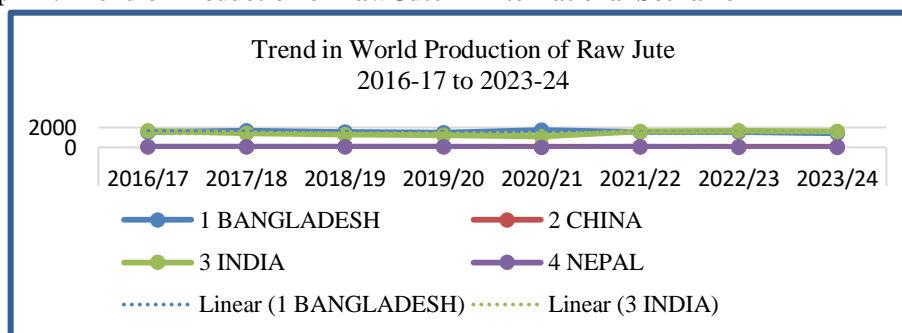 Trend in World Production of Raw Jute
2016-17 to 2023-24
2000
0
2016/17 2017/18 2018/19 2019/20 2020/21 2021/22 2022/23 2023/24
1 BANGLADESH 2 CHINA
3 INDIA 4 NEPAL
Linear (1 BANGLADESH) Linear (3 INDIA)